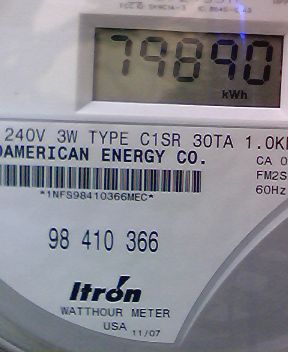 79890
kWh
240V 3W TYPE C1SR 30TA 1.0K
AMERICAN ENERGY CO.
CA 0
FM2S
60Hz
*1NFS98410366MEC*
98 410 366
Itron
WATTHOUR METER
USA 11/07